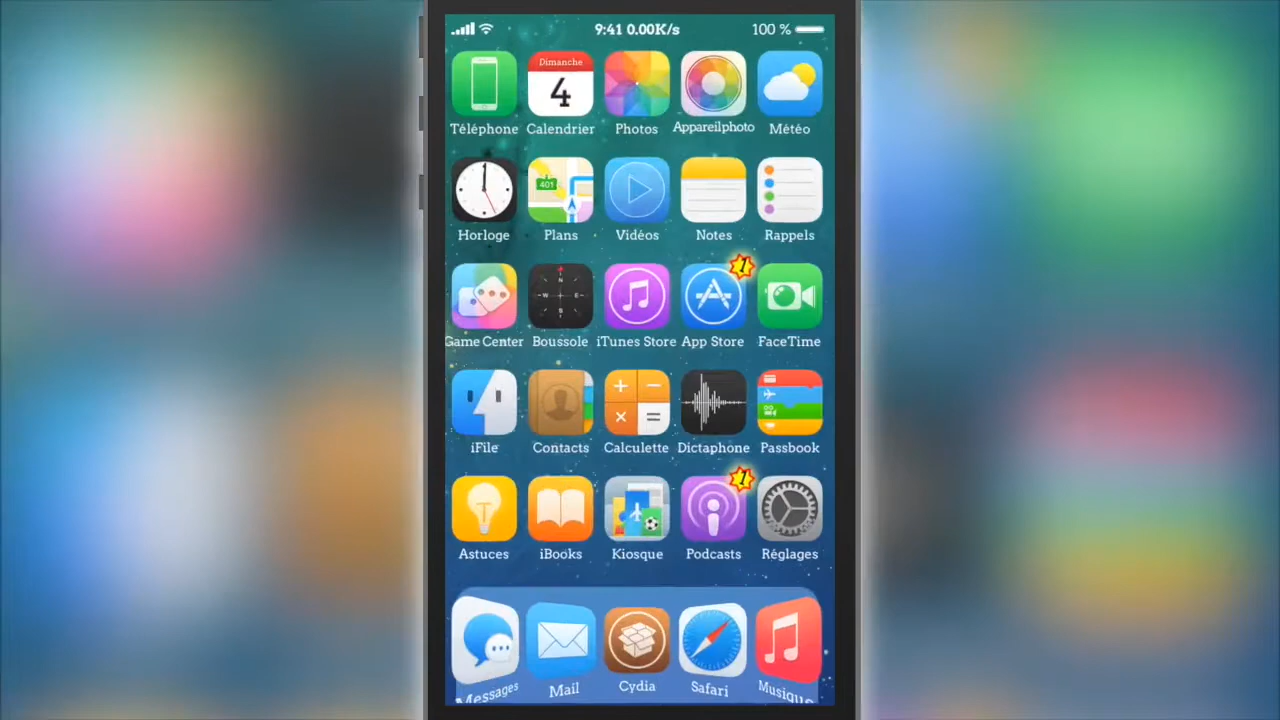 9:41 0.00K/s 100 %
Dimanche
4
Téléphone Calendrier Photos Appareilphoto Météo
401
Horloge Plans Vidéos Notes Rappels
1
N
W E
S
Game Center Boussole iTunes Store App Store FaceTime
iFile Contacts Calculette Dictaphone Passbook
1
Astuces iBooks Kiosque Podcasts Réglages
Messages Mail Cydia Safari Musique